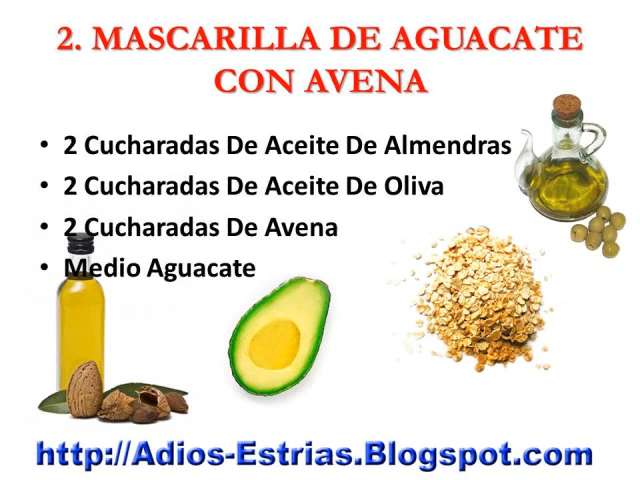 2. MASCARILLA DE AGUACATE
CON AVENA
• 2 Cucharadas De Aceite De Almendras
• 2 Cucharadas De Aceite De Oliva
• 2 Cucharadas De Avena
• Medio Aguacate
http://Adios-Estrias.Blogspot.com